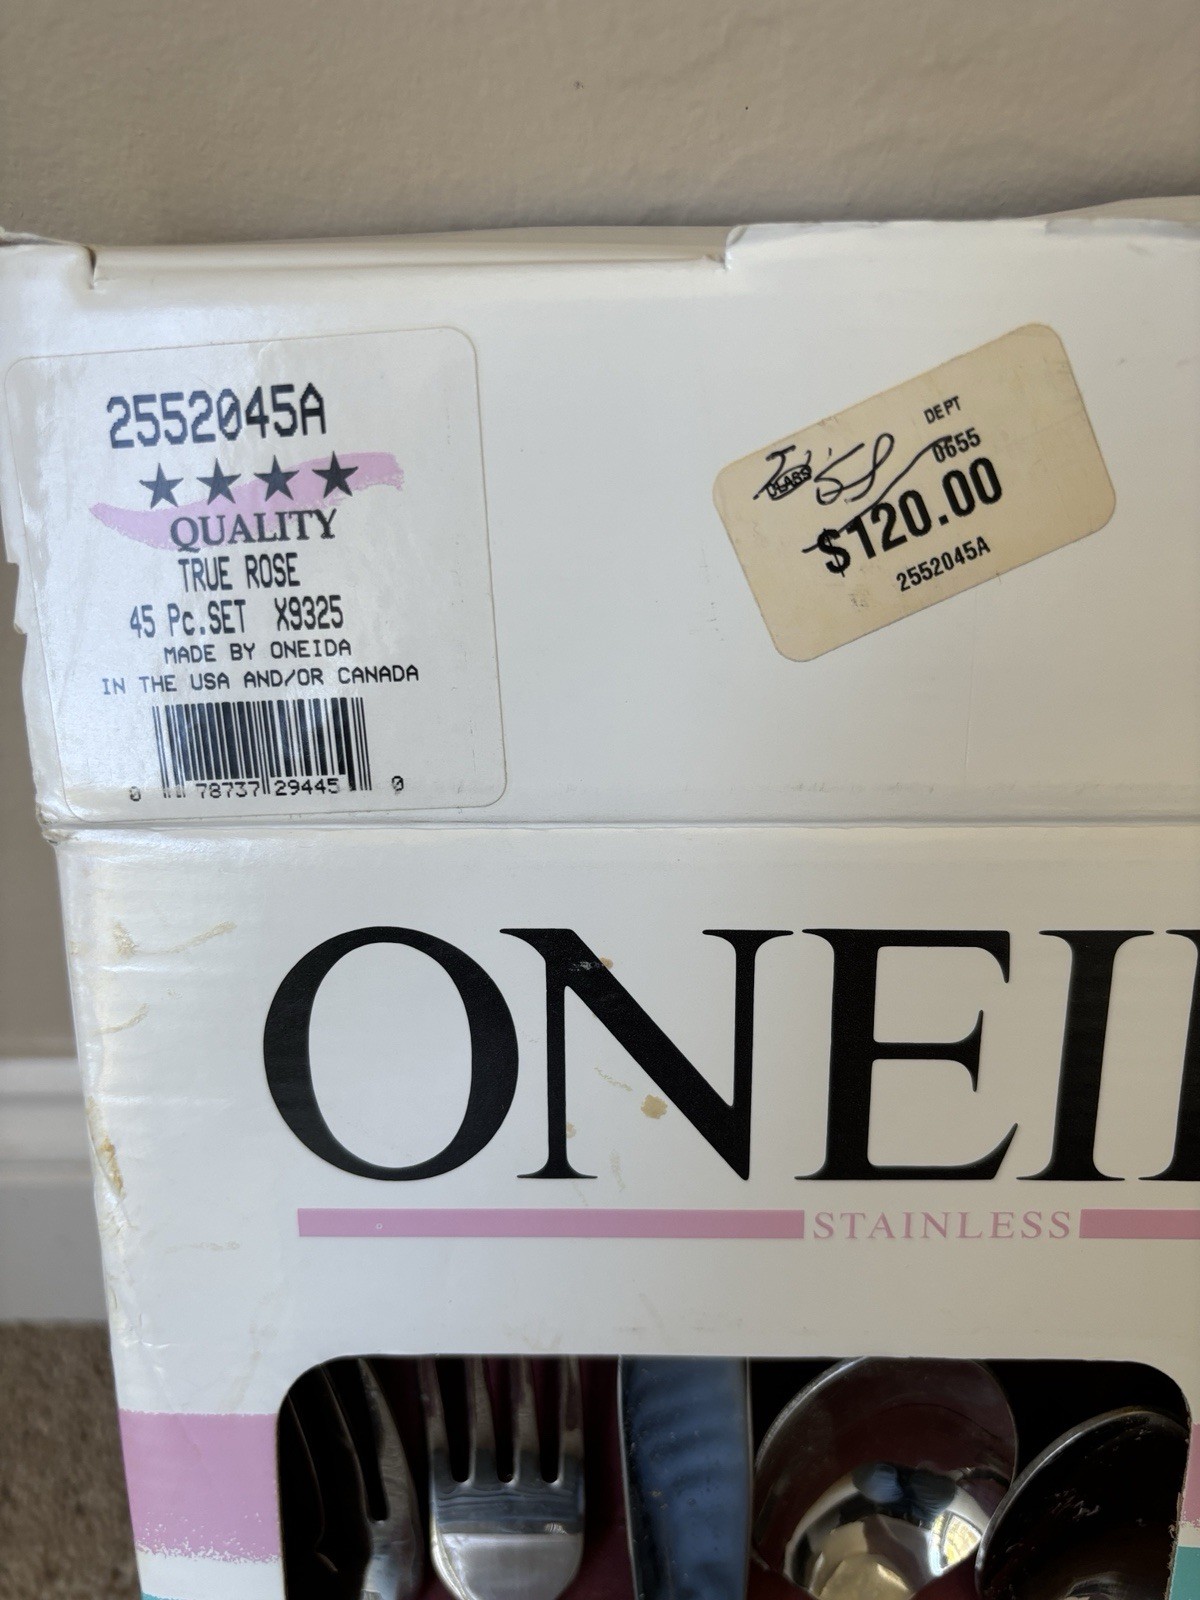 2552045A
QUALITY
TRUE ROSE
45 Pc.SET X9325
MADE BY ONEIDA
IN THE USA AND/OR CANADA
0 78737 29445 0
DEPT
CLASS 0655
$120.00
2552045A
ONEI
STAINLESS